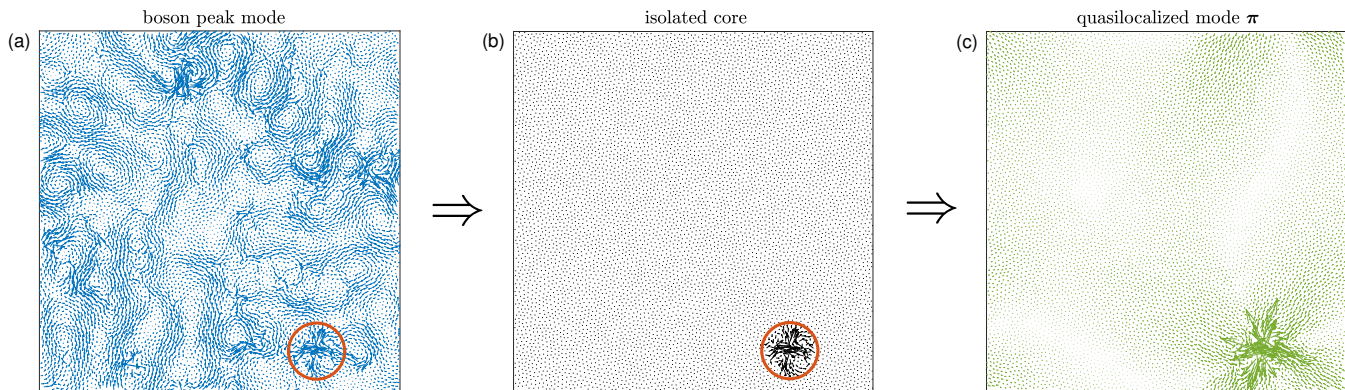 boson peak mode
isolated core
quasilocalized mode π
(a)
(b)
(c)
⇒
⇒